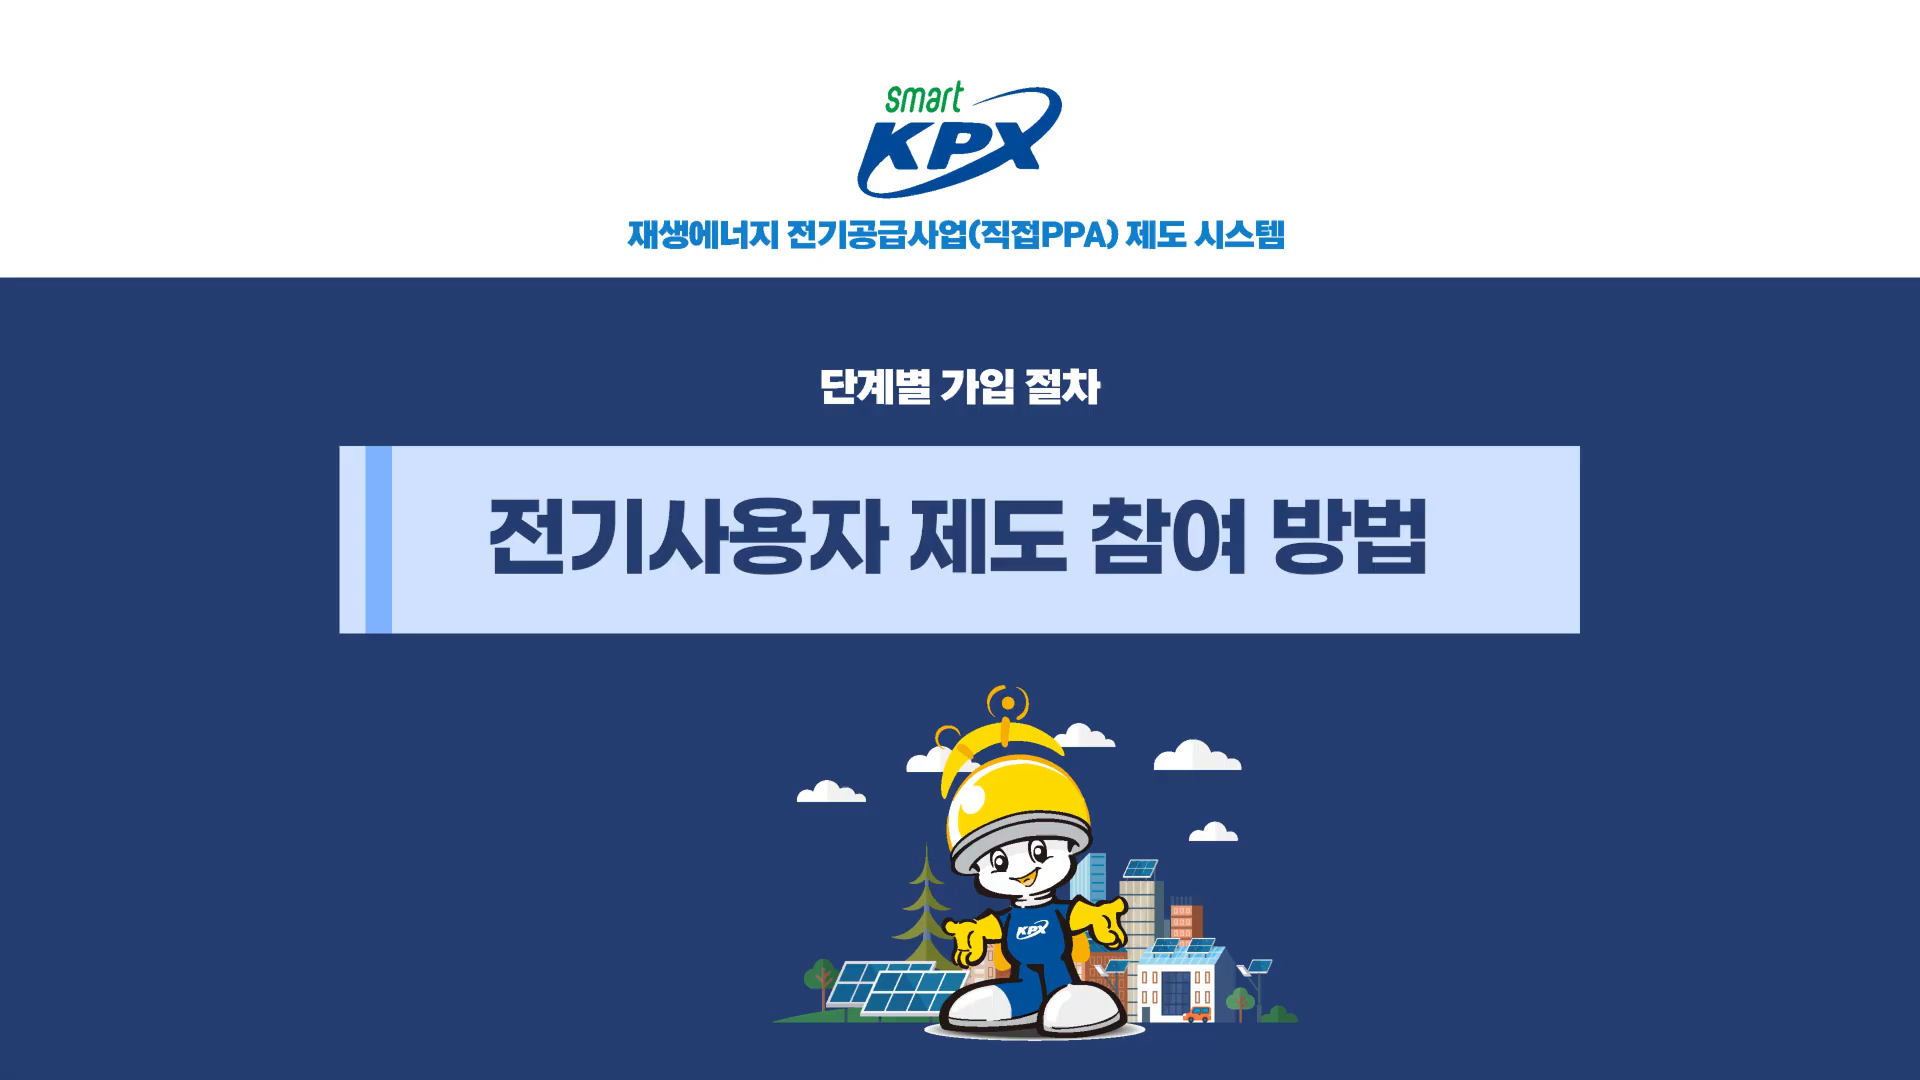 smart
KPX
재생에너지 전기공급사업(직접PPA) 제도 시스템
단계별 가입 절차
전기사용자 제도 참여 방법
KPX